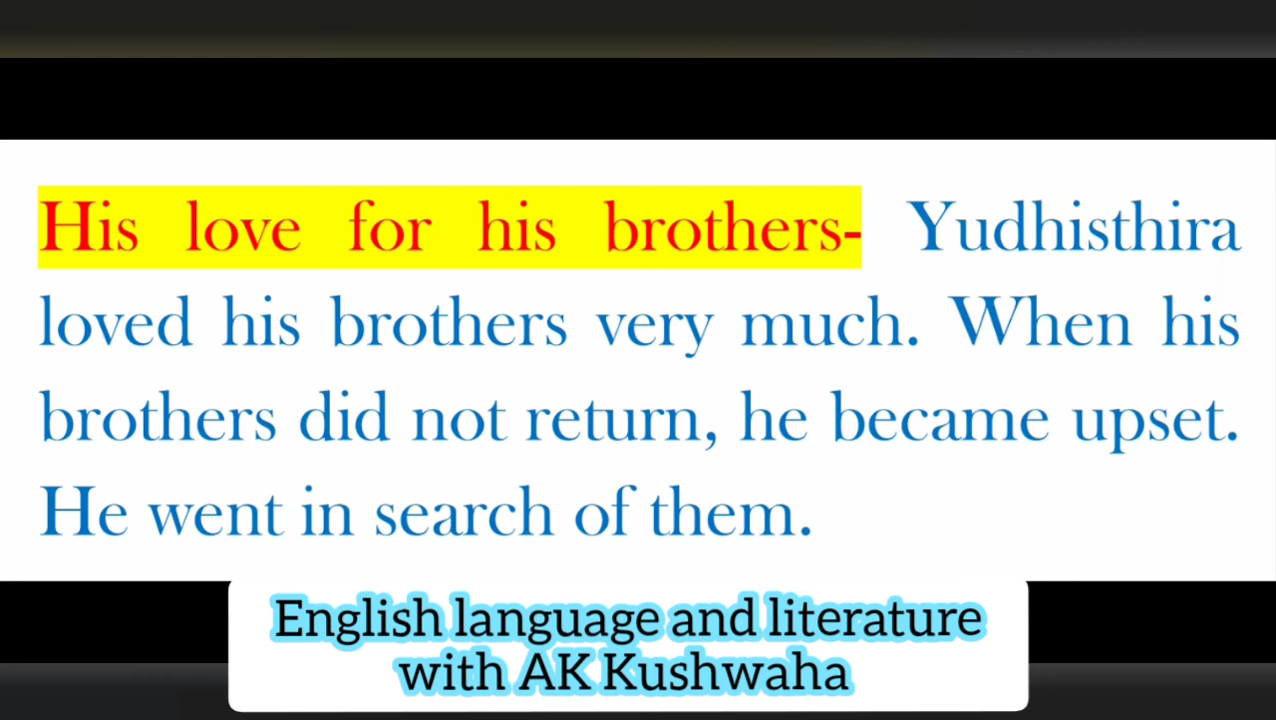 His love for his brothers- Yudhisthira
loved his brothers very much. When his
brothers did not return, he became upset.
He went in search of them.
English language and literature
with AK Kushwaha